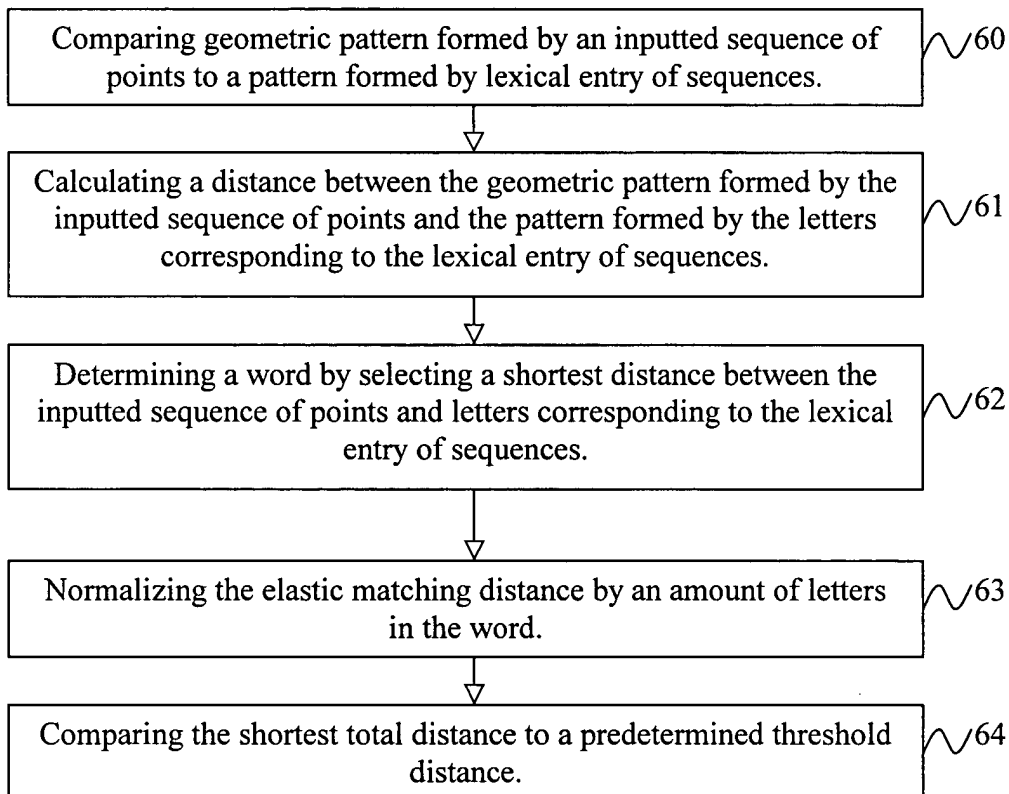 Comparing geometric pattern formed by an inputted sequence of
points to a pattern formed by lexical entry of sequences.
60
Calculating a distance between the geometric pattern formed by the
inputted sequence of points and the pattern formed by the letters
corresponding to the lexical entry of sequences.
61
Determining a word by selecting a shortest distance between the
inputted sequence of points and letters corresponding to the lexical
entry of sequences.
62
Normalizing the elastic matching distance by an amount of letters
in the word.
63
Comparing the shortest total distance to a predetermined threshold
distance.
64